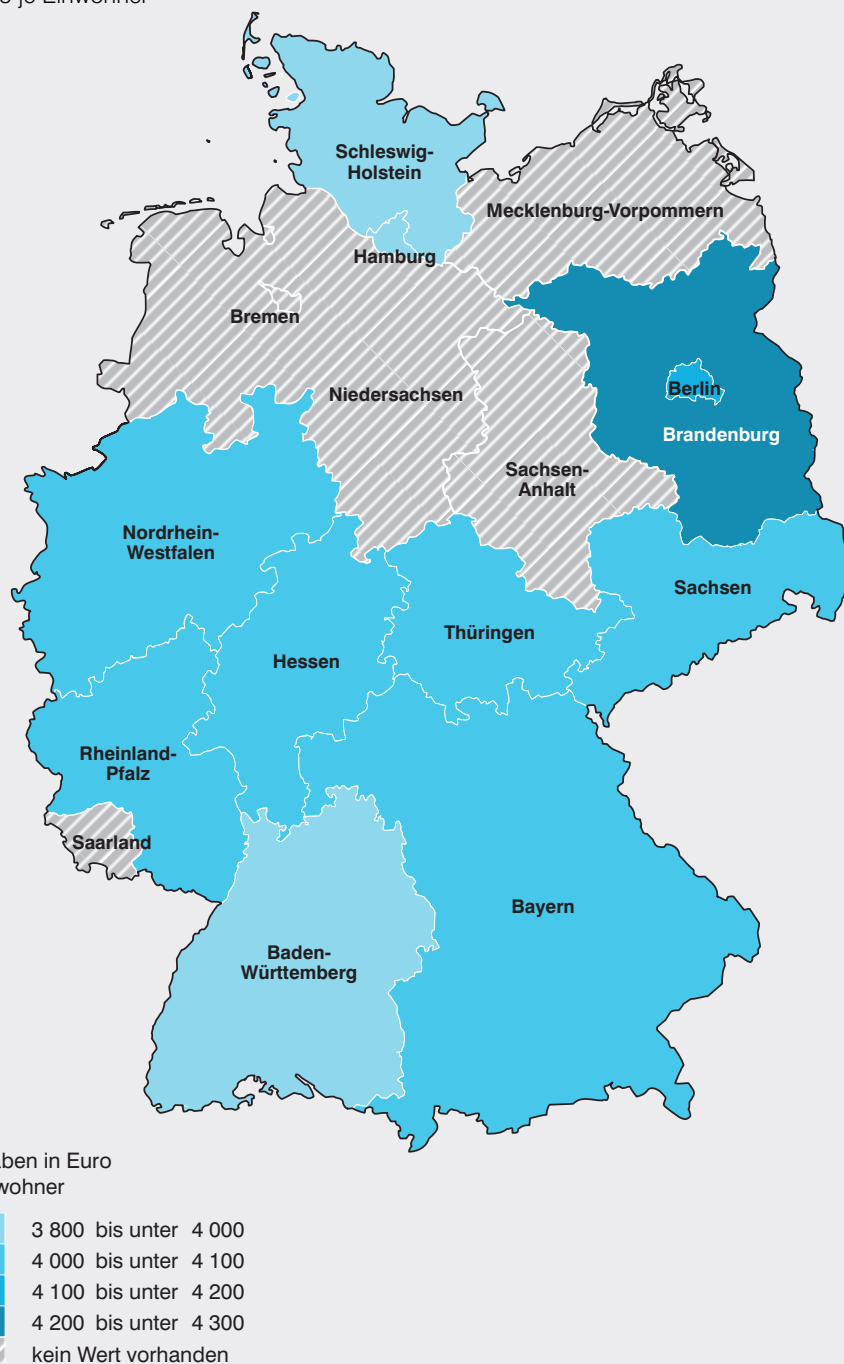 je Einwohner
Schleswig-
Holstein
Mecklenburg-Vorpommern
Hamburg
Bremen
Niedersachsen
Berlin
Brandenburg
Sachsen-
Anhalt
Nordrhein-
Westfalen
Sachsen
Thüringen
Hessen
Rheinland-
Pfalz
Saarland
Bayern
Baden-
Württemberg
aben in Euro
wohner
3 800 bis unter 4 000
4 000 bis unter 4 100
4 100 bis unter 4 200
4 200 bis unter 4 300
kein Wert vorhanden